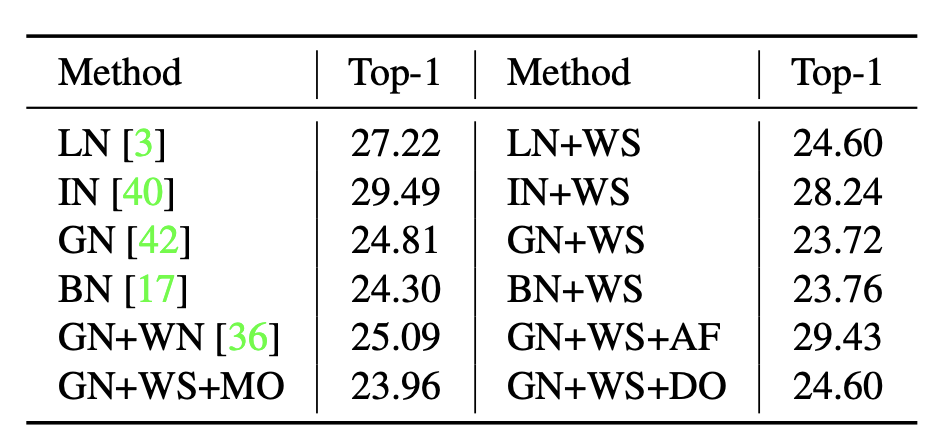 Method Top-1 Method Top-1
LN [3] 27.22 LN+WS 24.60
IN [40] 29.49 IN+WS 28.24
GN [42] 24.81 GN+WS 23.72
BN [17] 24.30 BN+WS 23.76
GN+WN [36] 25.09 GN+WS+AF 29.43
GN+WS+MO 23.96 GN+WS+DO 24.60